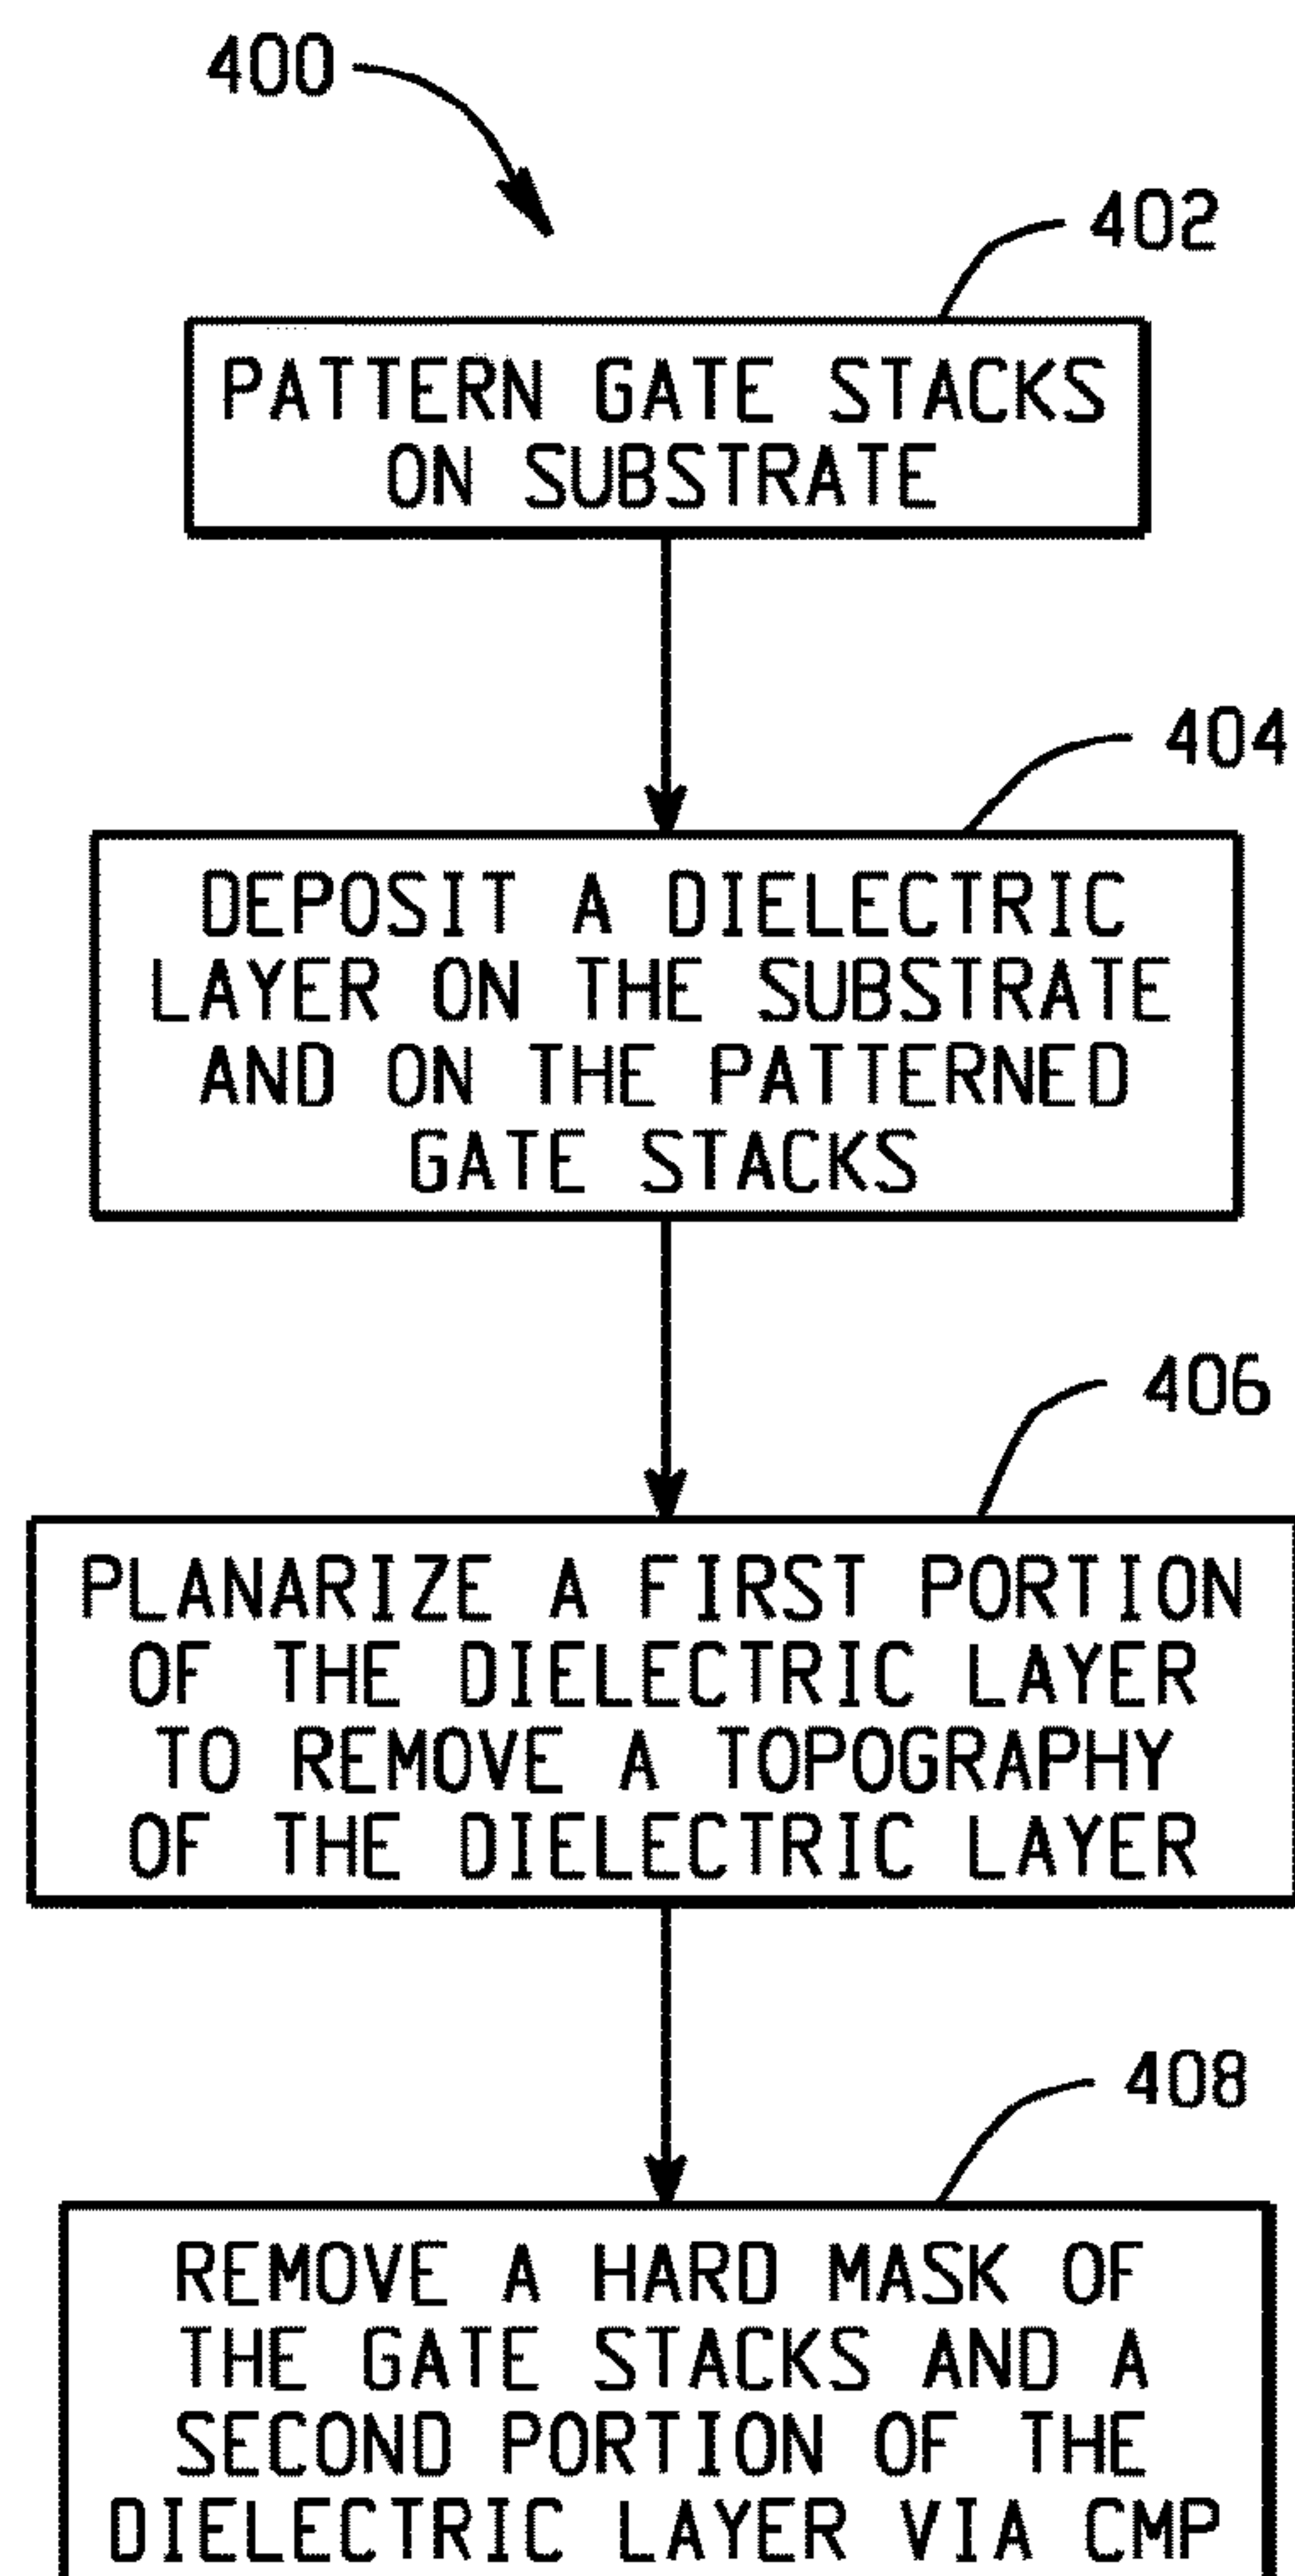 400
402
PATTERN GATE STACKS
ON SUBSTRATE
404
DEPOSIT A DIELECTRIC
LAYER ON THE SUBSTRATE
AND ON THE PATTERNED
GATE STACKS
406
PLANARIZE A FIRST PORTION
OF THE DIELECTRIC LAYER
TO REMOVE A TOPOGRAPHY
OF THE DIELECTRIC LAYER
408
REMOVE A HARD MASK OF
THE GATE STACKS AND A
SECOND PORTION OF THE
DIELECTRIC LAYER VIA CMP